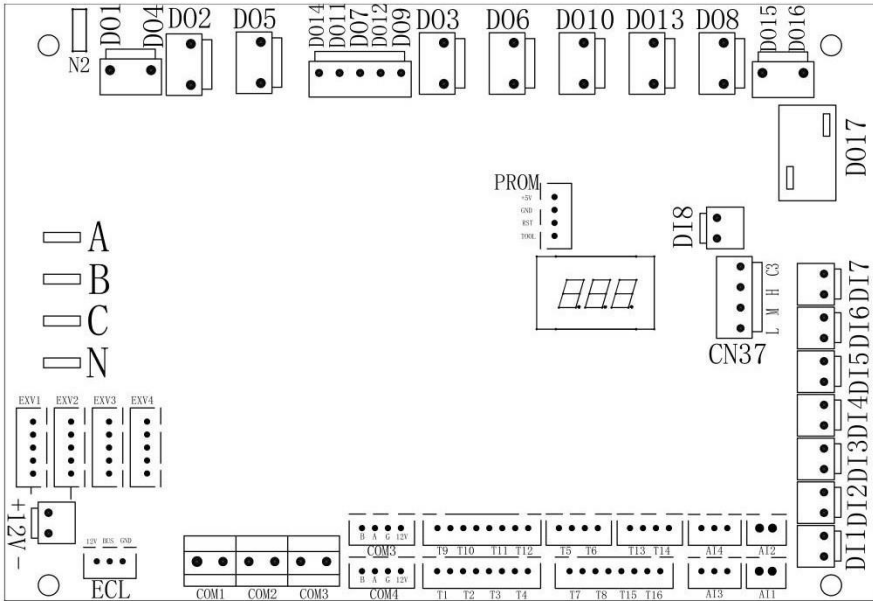 N2
DO1
DO4
DO2
DO5
DO14
DO11
DO7
DO12
DO9
DO3
DO6
DO10
DO13
DO8
DO15
DO16
DO17
PROM
+5V
GND
RST
TOOL
DI8
A
B
C
N
888
L M H C3
CN37
DI7
DI6
DI5
DI4
DI3
DI2
DI1
EXV1 EXV2 EXV3 EXV4
+12V-
12V BUS GND
ECL
COM1 COM2 COM3
B A G 12V
COM3
T9 T10 T11 T12
T5 T6
T13 T14
AI4
AI2
B A G 12V
COM4
T1 T2 T3 T4
T7 T8 T15 T16
AI3
AI1